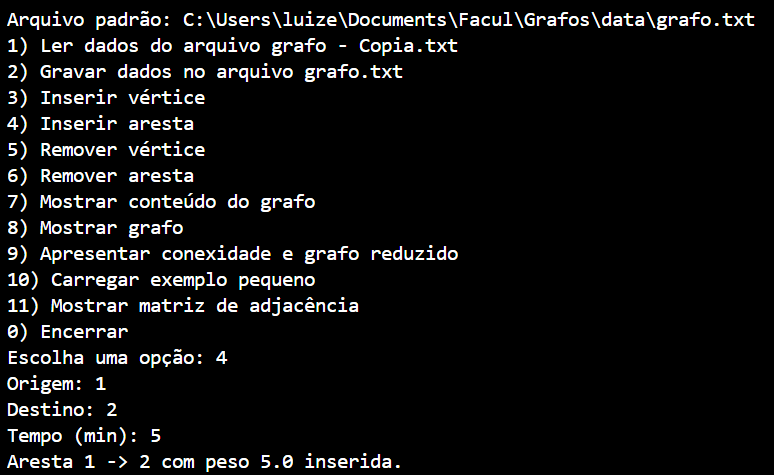 Arquivo padrão: C:\Users\luize\Documents\Facul\Grafos\data\grafo.txt
1) Ler dados do arquivo grafo - Copia.txt
2) Gravar dados no arquivo grafo.txt
3) Inserir vértice
4) Inserir aresta
5) Remover vértice
6) Remover aresta
7) Mostrar conteúdo do grafo
8) Mostrar grafo
9) Apresentar conexidade e grafo reduzido
10) Carregar exemplo pequeno
11) Mostrar matriz de adjacência
0) Encerrar
Escolha uma opção: 4
Origem: 1
Destino: 2
Tempo (min): 5
Aresta 1 -> 2 com peso 5.0 inserida.